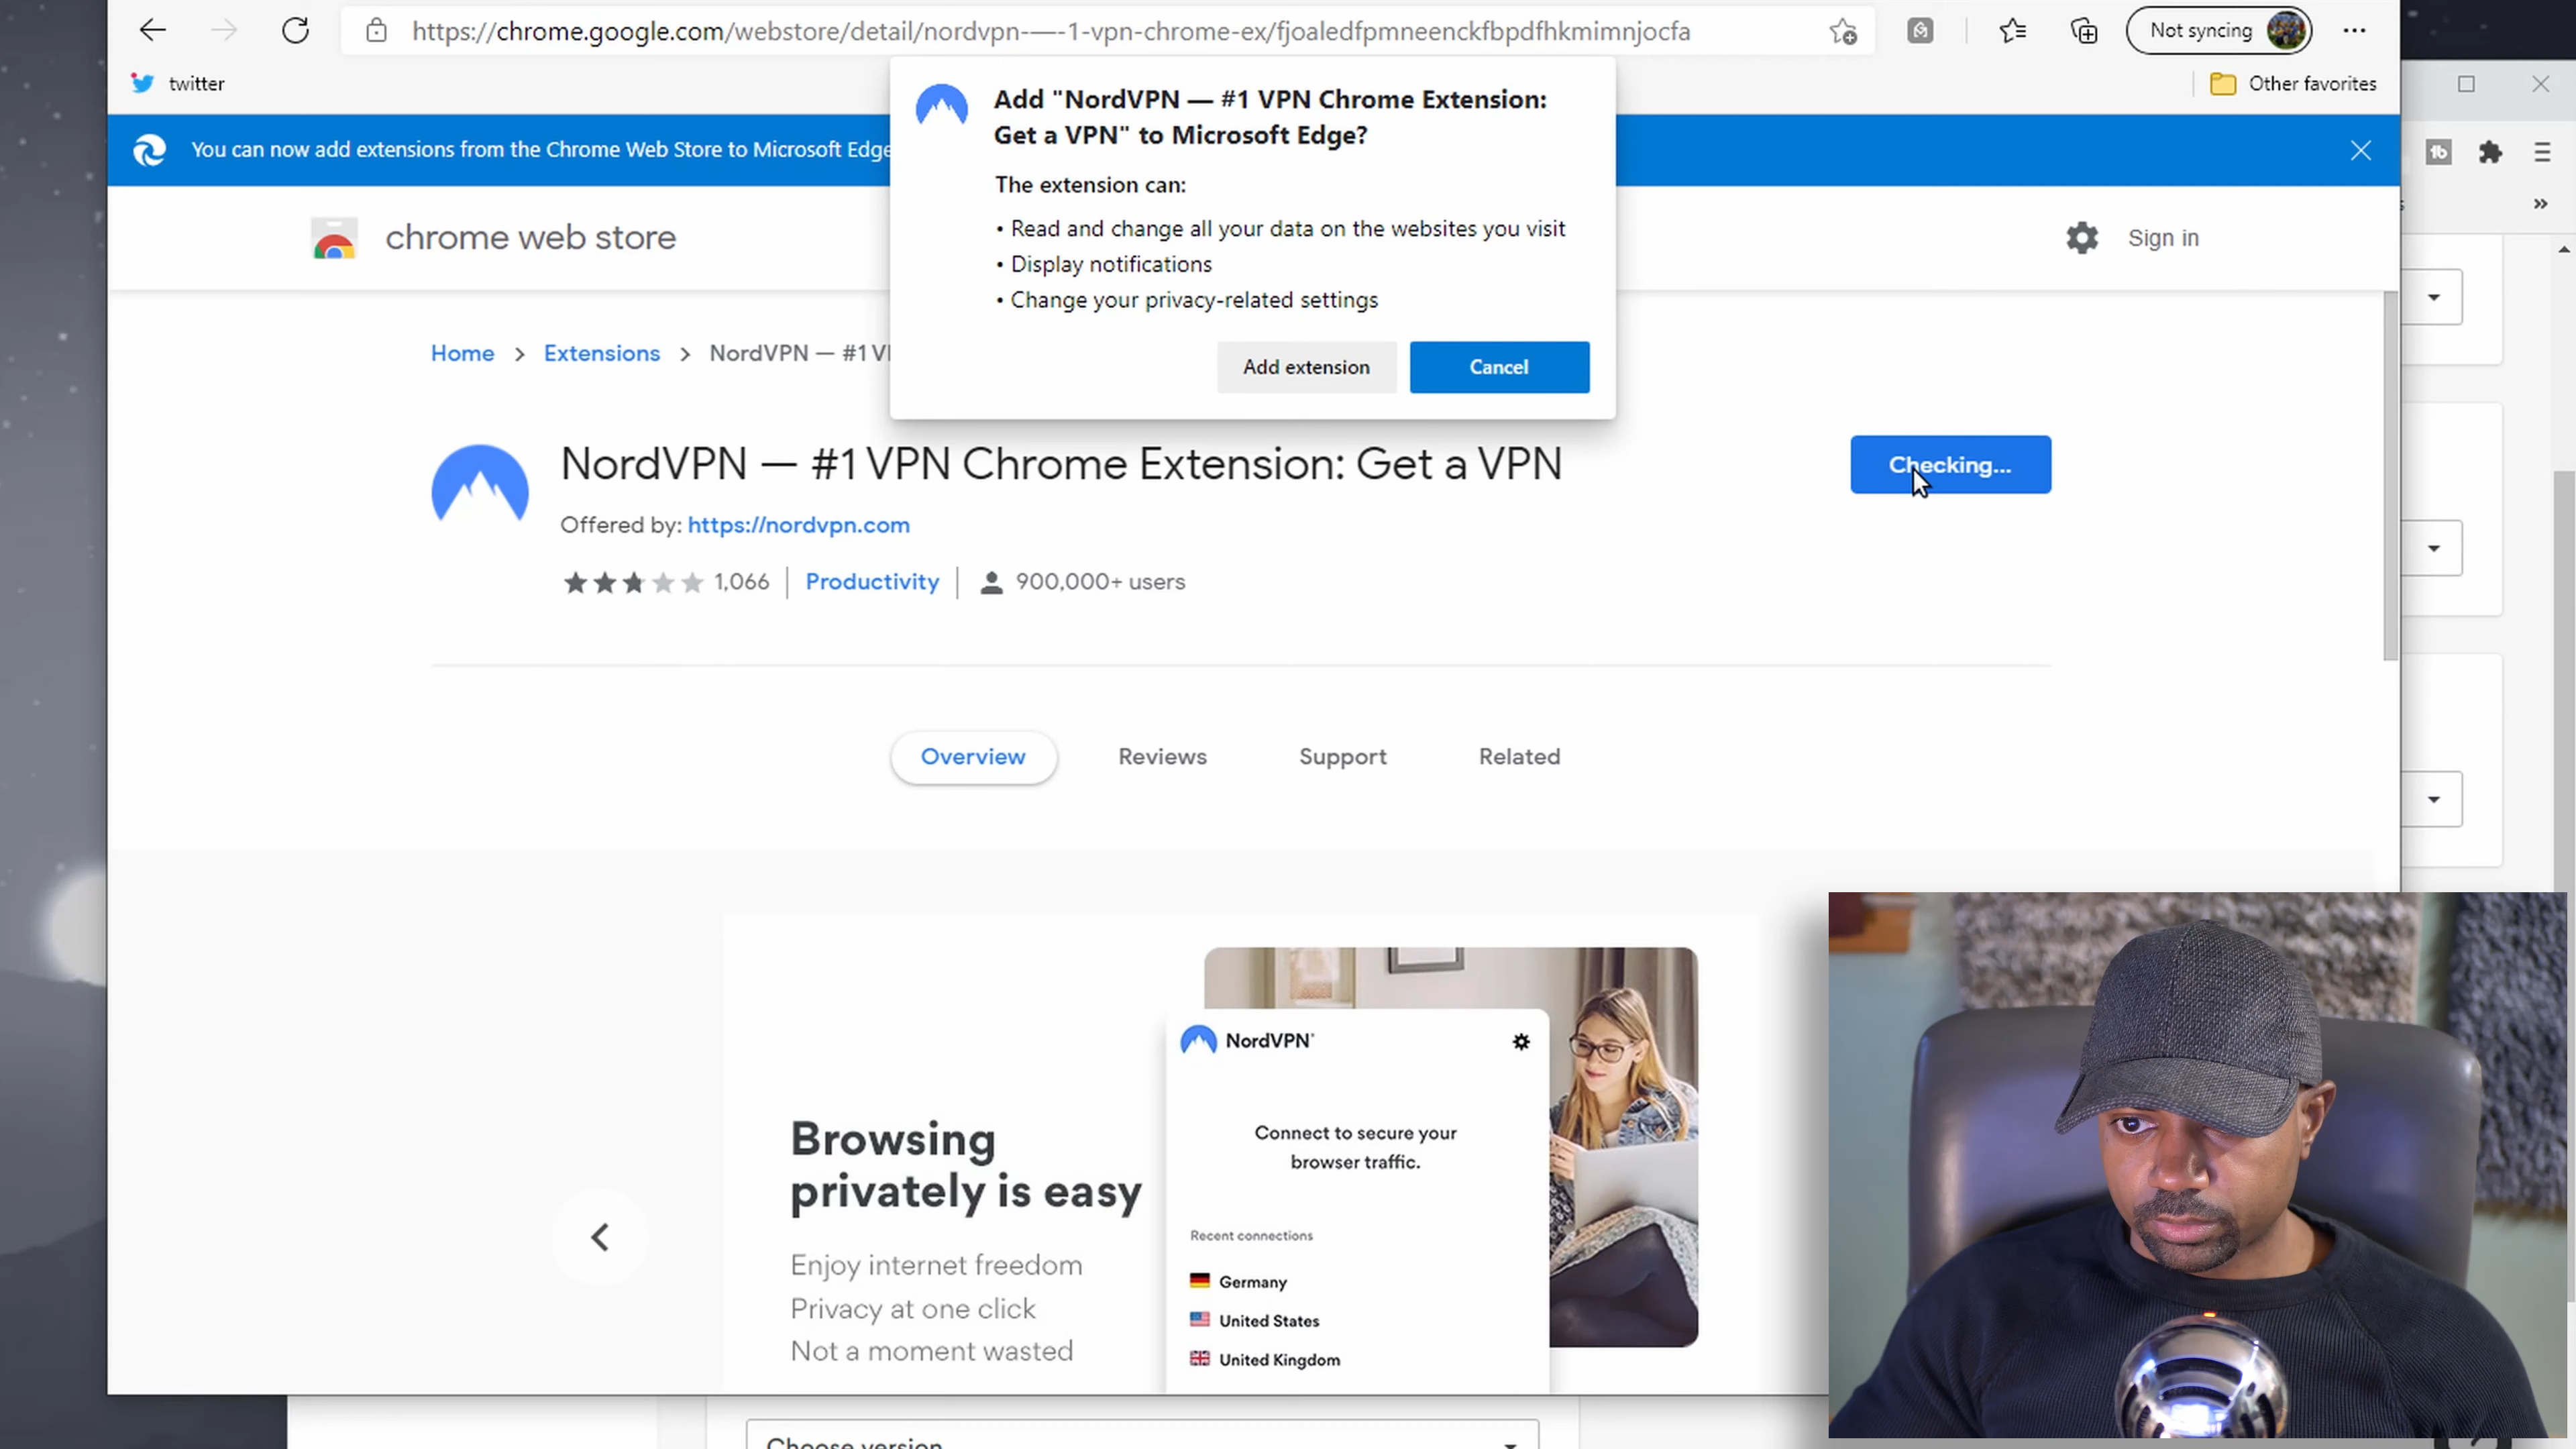 https://chrome.google.com/webstore/detail/nordvpn-—-1-vpn-chrome-ex/fjoaledfpmneenckfbpdfhkmimnjocfa
Not syncing
twitter
Other favorites
Add "NordVPN — #1 VPN Chrome Extension:
Get a VPN" to Microsoft Edge?
The extension can:
• Read and change all your data on the websites you visit
• Display notifications
• Change your privacy-related settings
Add extension
Cancel
You can now add extensions from the Chrome Web Store to Microsoft Edge
chrome web store
Sign in
Home > Extensions > NordVPN — #1
NordVPN — #1 VPN Chrome Extension: Get a VPN
Checking...
Offered by: https://nordvpn.com
1,066 | Productivity | 900,000+ users
Overview
Reviews
Support
Related
Browsing
privately is easy
Enjoy internet freedom
Privacy at one click
Not a moment wasted
NordVPN®
Connect to secure your
browser traffic.
Recent connections
Germany
United States
United Kingdom
Choose version